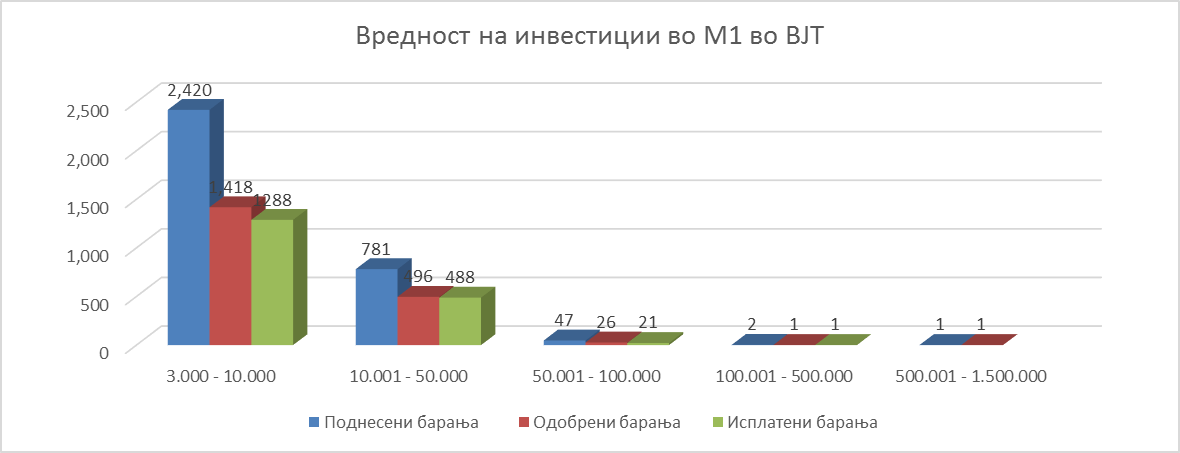 Вредност на инвестиции во М1 во ВЈТ
2,500
2,000
1,500
1,000
500
0
2,420
1,418
1288
781
496
488
47
26
21
2
1
1
1
1
3.000 - 10.000
10.001 - 50.000
50.001 - 100.000
100.001 - 500.000
500.001 - 1.500.000
Поднесени барања
Одобрени барања
Исплатени барања